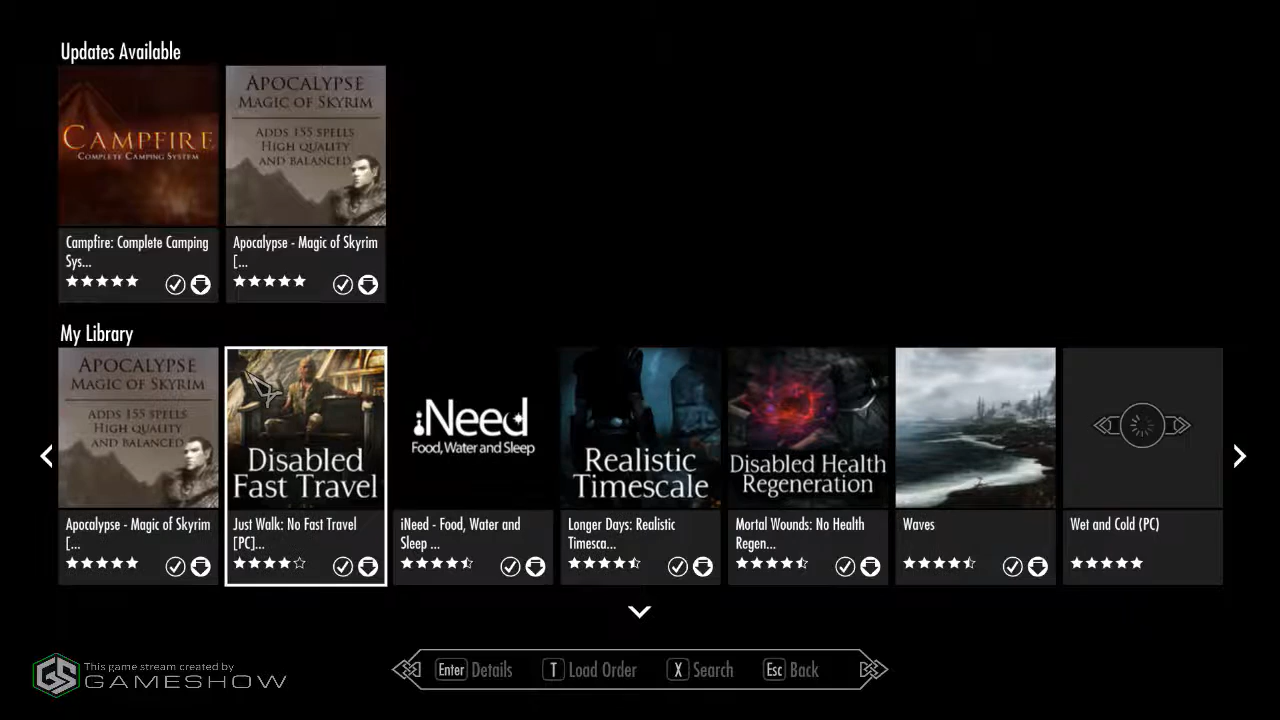 Updates Available
CAMPFIRE
COMPLETE CAMPING SYSTEM
APOCALYPSE
MAGIC OF SKYRIM
ADDS 155 SPELLS
HIGH QUALITY
AND BALANCED
Campfire: Complete Camping
Sys...
Apocalypse - Magic of Skyrim
[...
My Library
APOCALYPSE
MAGIC OF SKYRIM
ADDS 155 SPELLS
HIGH QUALITY
AND BALANCED
Disabled
Fast Travel
iNeed
Food, Water and Sleep
Realistic
Timescale
Disabled Health
Regeneration
Apocalypse - Magic of Skyrim
[...
Just Walk: No Fast Travel
[PC]...
iNeed - Food, Water and
Sleep ...
Longer Days: Realistic
Timesca...
Mortal Wounds: No Health
Regen...
Waves
Wet and Cold (PC)
This game stream created by
GAMESHOW
GS
Enter Details T Load Order X Search Esc Back